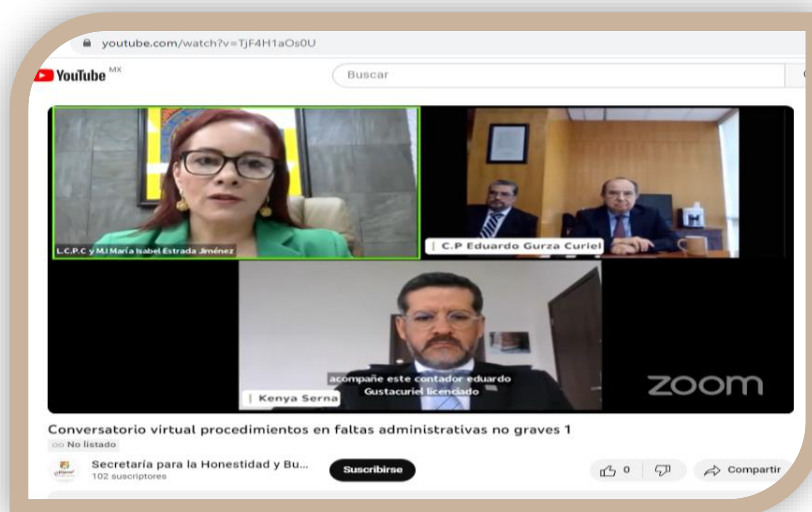 youtube.com/watch?v=TjF4H1aOs0U
YouTube MX
Buscar
L.C.P.C y M.I María Isabel Estrada Jiménez
| C.P Eduardo Gurza Curiel
acompañe este contador eduardo
Gustacuriel licenciado
| Kenya Serna
zoom
Conversatorio virtual procedimientos en faltas administrativas no graves 1
No listado
Secretaría para la Honestidad y Bu...
102 suscriptores
Suscribirse
0
Compartir